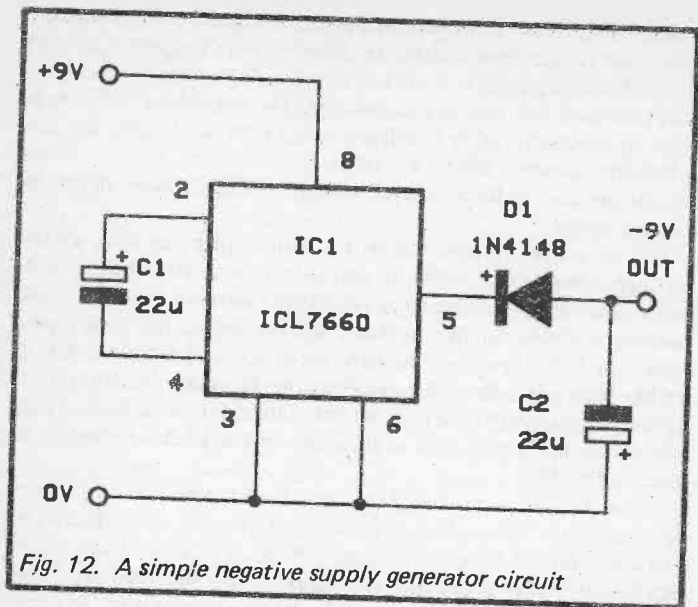 +9V
8
2
D1
1N4148
-9V
OUT
IC1
ICL7660
+
C1
22u
+
5
4
3
6
C2
22u
+
0V
Fig. 12. A simple negative supply generator circuit